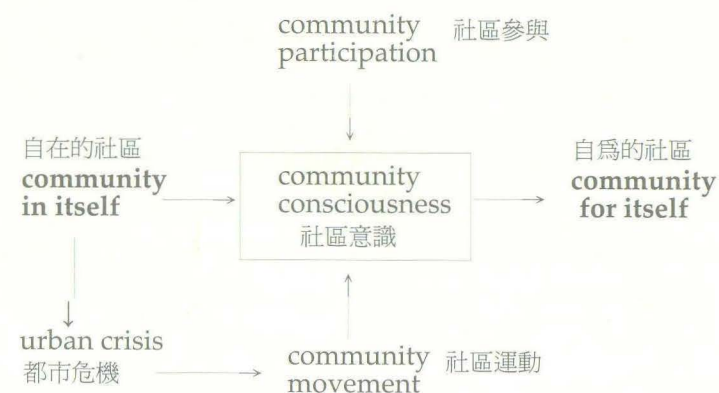 community 社區參與
participation
自在的社區
community
in itself
community
consciousness
社區意識
自爲的社區
community
for itself
urban crisis
都市危機
community 社區運動
movement